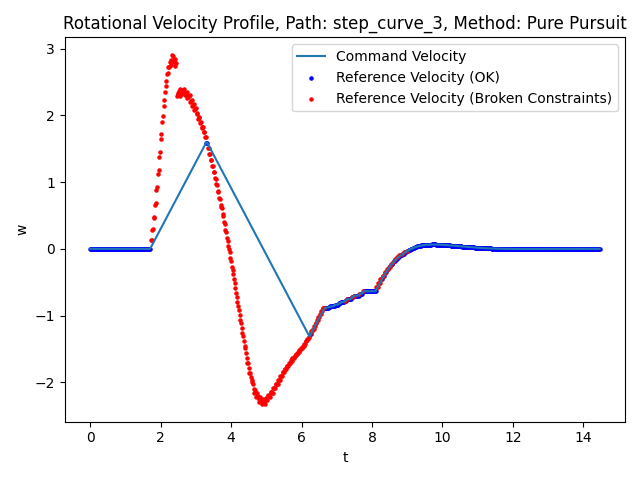 Rotational Velocity Profile, Path: step_curve_3, Method: Pure Pursuit
Command Velocity
Reference Velocity (OK)
Reference Velocity (Broken Constraints)
3
2
1
0
−1
−2
w
0 2 4 6 8 10 12 14
t